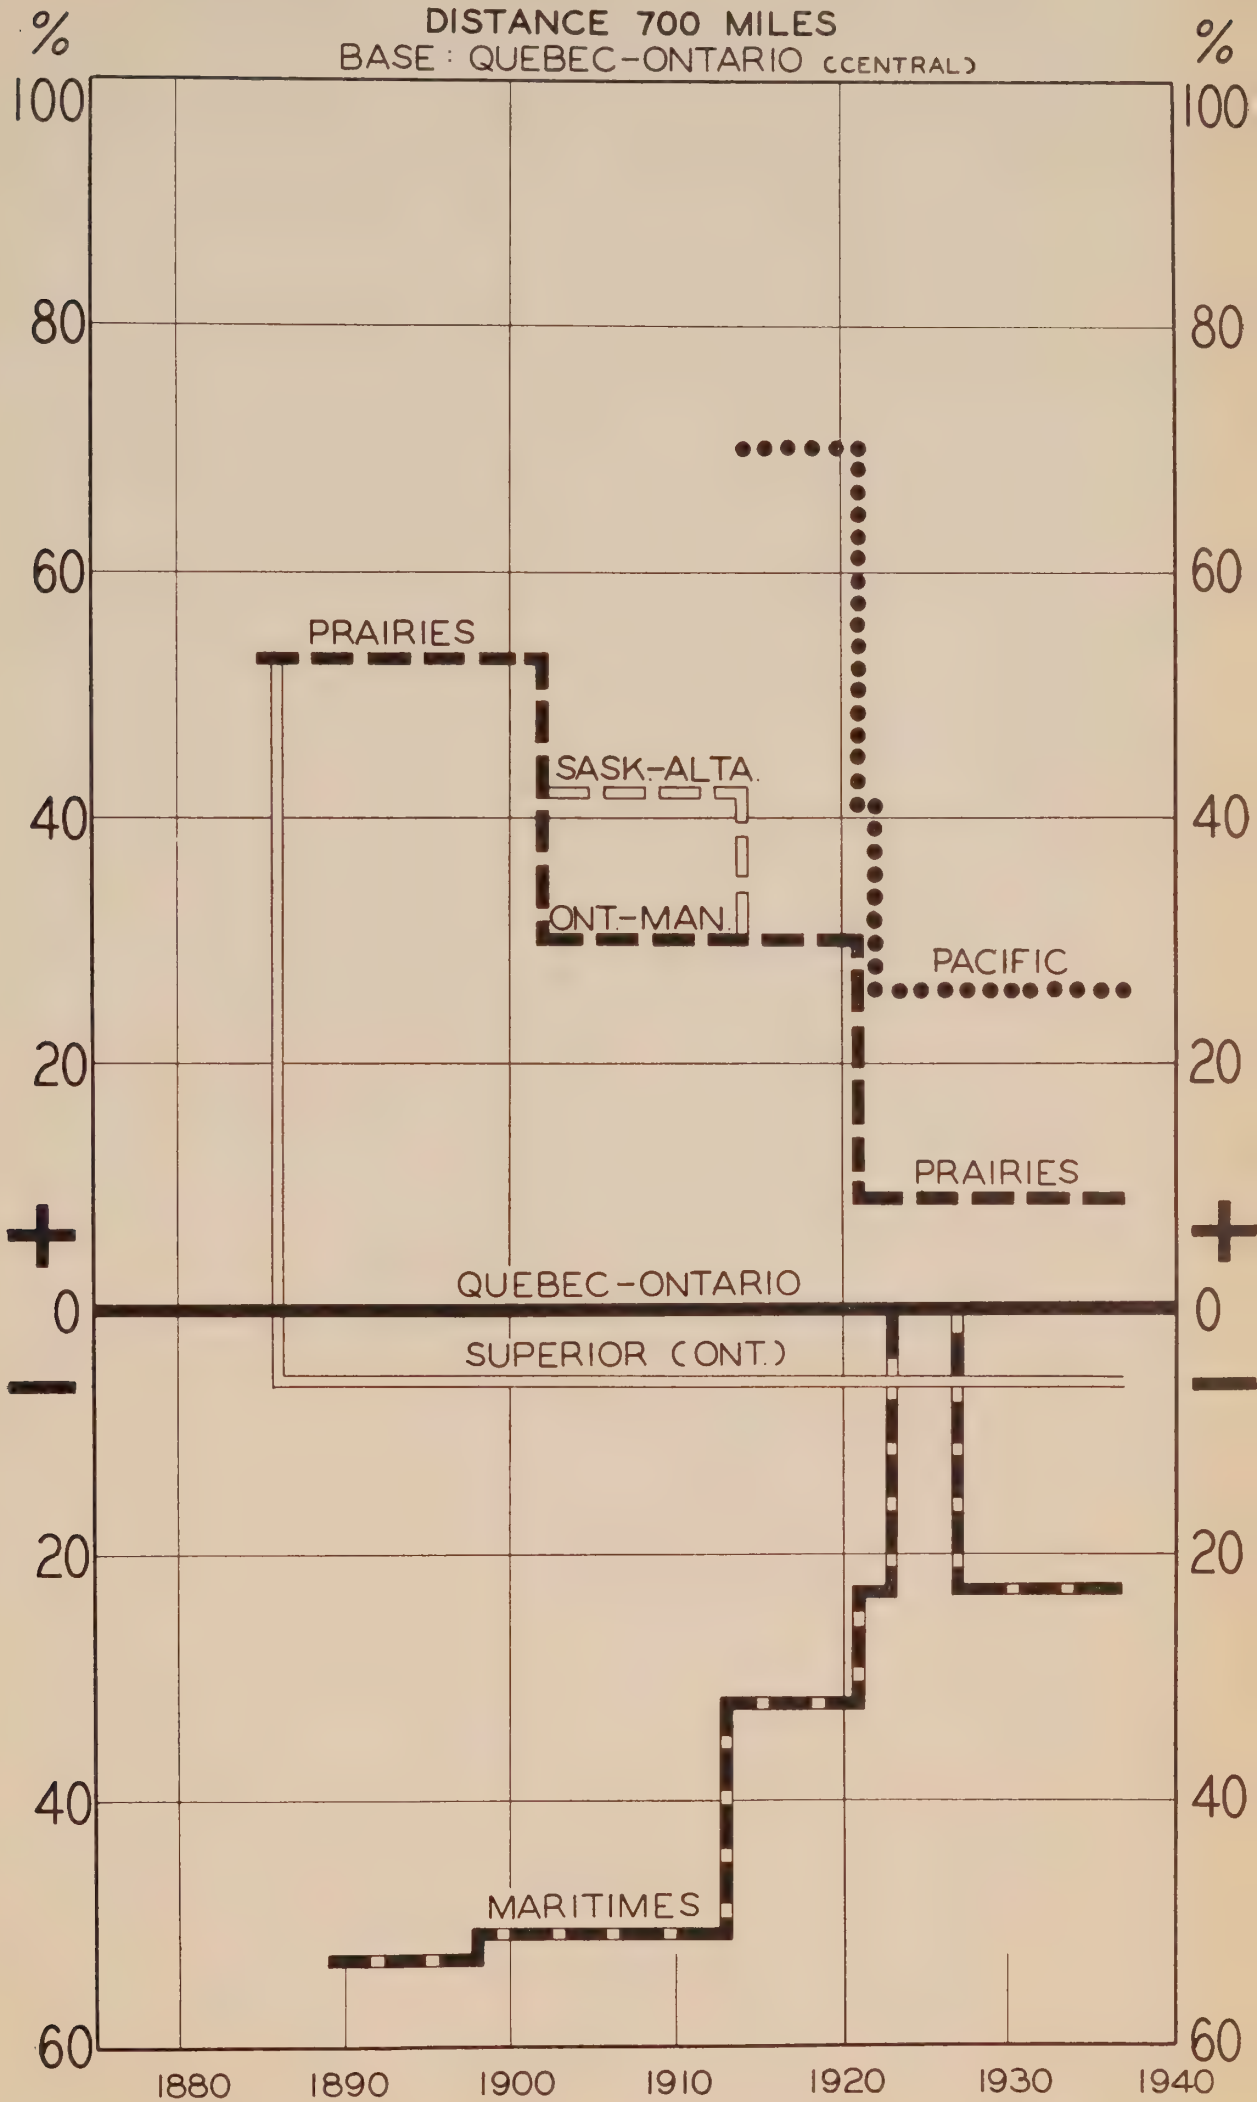 DISTANCE 700 MILES
% %
BASE: QUEBEC-ONTARIO (CENTRAL)
100 100
80 80
60 60
PRAIRIES
SASK-ALTA.
40 40
ONT.-MAN.
PACIFIC
20 20
PRAIRIES
+ +
QUEBEC-ONTARIO
0 0
SUPERIOR (ONT.)
— —
20 20
40 40
MARITIMES
60 60
1880 1890 1900 1910 1920 1930 1940